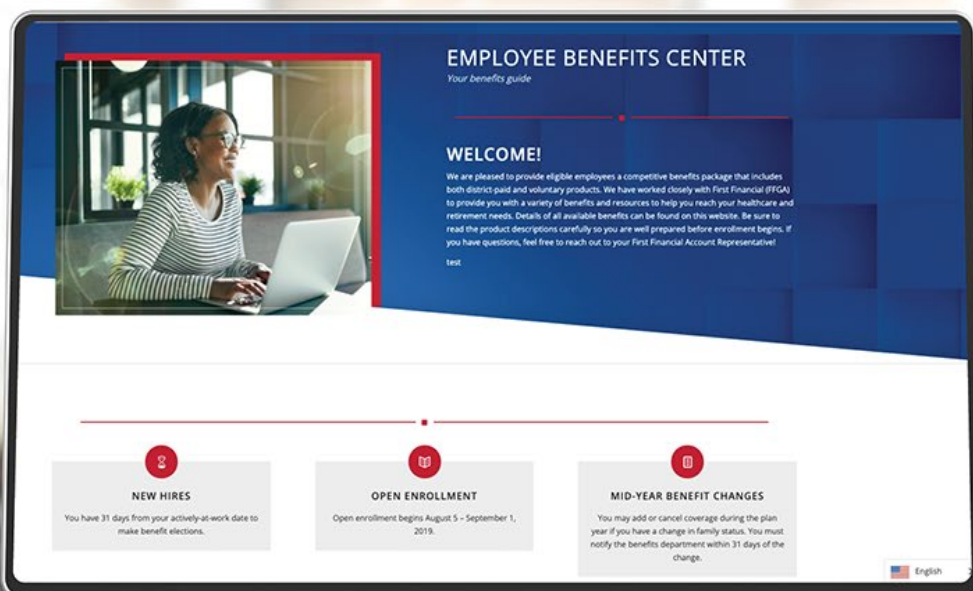 EMPLOYEE BENEFITS CENTER
Your benefits guide
WELCOME!
We are pleased to provide eligible employees a competitive benefits package that includes
both district-paid and voluntary products. We have worked closely with First Financial (FFGA)
to provide you with a variety of benefits and resources to help you reach your healthcare and
retirement needs. Details of all available benefits can be found on this website. Be sure to
read the product descriptions carefully so you are well prepared before enrollment begins. If
you have questions, feel free to reach out to your First Financial Account Representative!
test
NEW HIRES
You have 31 days from your actively-at-work date to
make benefit elections.
OPEN ENROLLMENT
Open enrollment begins August 5 – September 1,
2019.
MID-YEAR BENEFIT CHANGES
You may add or cancel coverage during the plan
year if you have a change in family status. You must
notify the benefits department within 31 days of the
change.
English